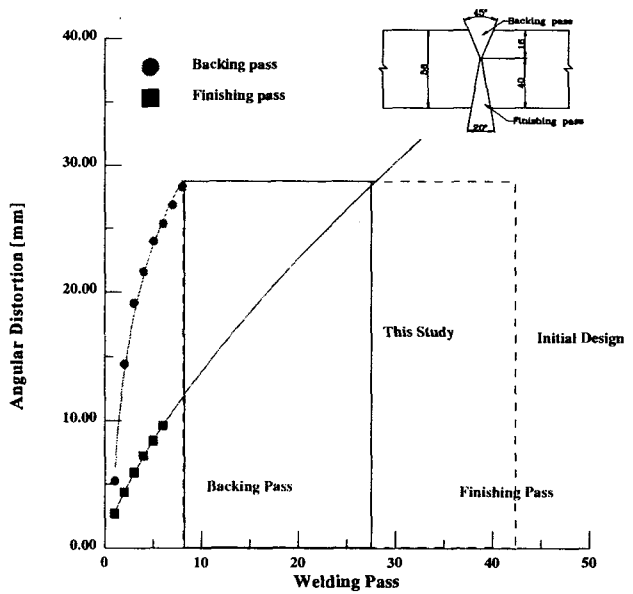 40.00
30.00
20.00
10.00
0.00
Angular Distortion [mm]
Backing pass
Finishing pass
45°
Backing pass
16
56
40
20°
Finishing pass
This Study
Initial Design
Backing Pass
Finishing Pass
0
10
20
30
40
50
Welding Pass